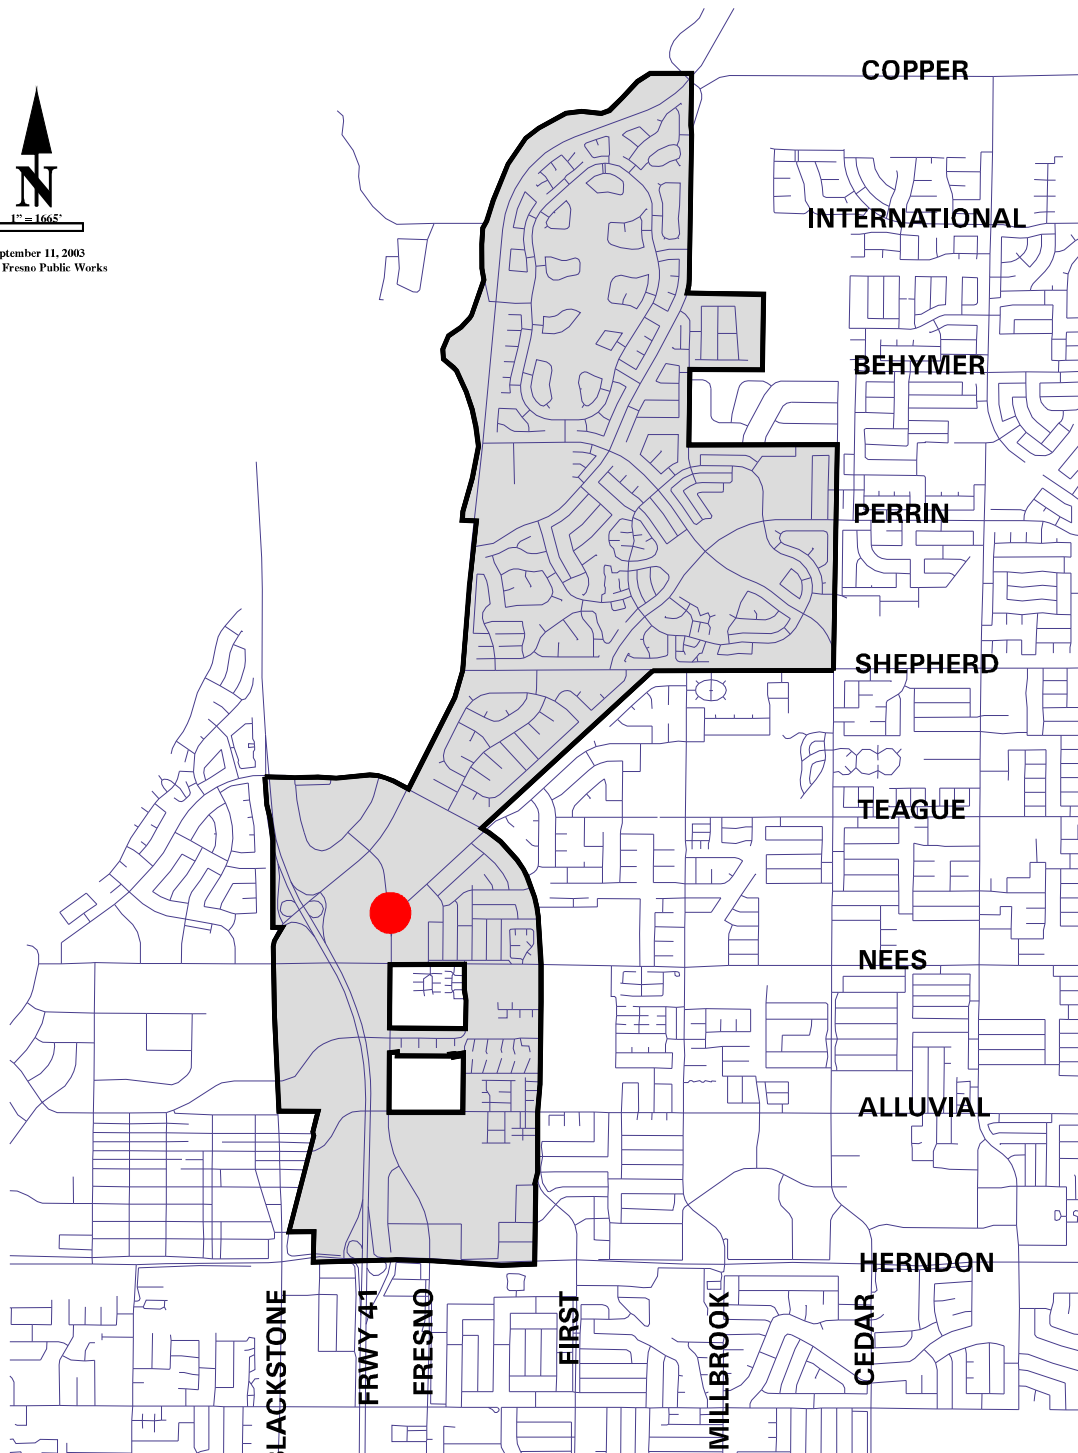 COPPER
N
1" = 1665'
INTERNATIONAL
ptember 11, 2003
Fresno Public Works
BEHYMER
PERRIN
SHEPHERD
TEAGUE
NEES
ALLUVIAL
HERNDON
LACKSTONE
FRWY 41
FRESNO
FIRST
MILLBROOK
CEDAR